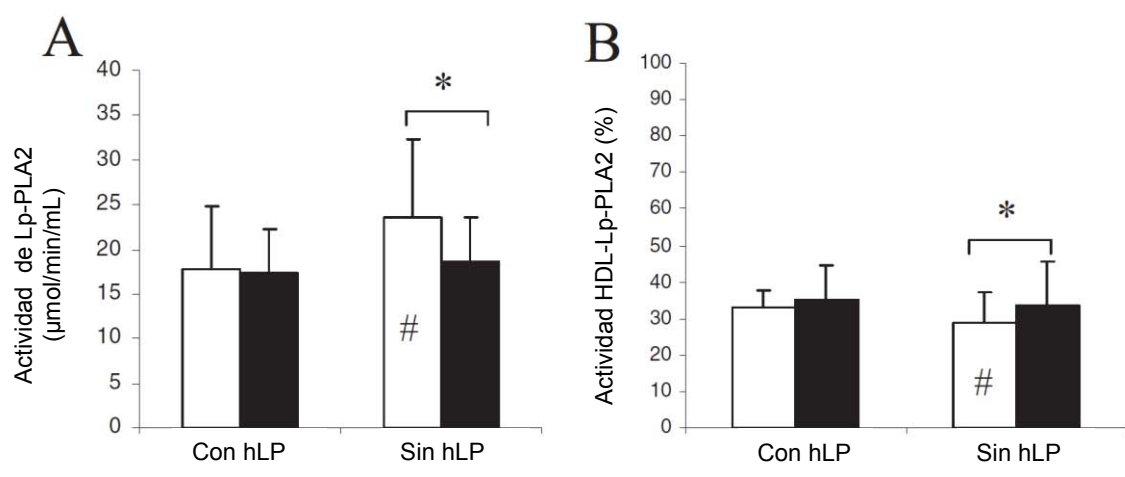 A
Actividad de Lp-PLA2
(µmol/min/mL)
40
35
30
25
20
15
10
5
0
*
#
Con hLP
Sin hLP
B
Actividad HDL-Lp-PLA2 (%)
100
90
80
70
60
50
40
30
20
10
0
*
#
Con hLP
Sin hLP